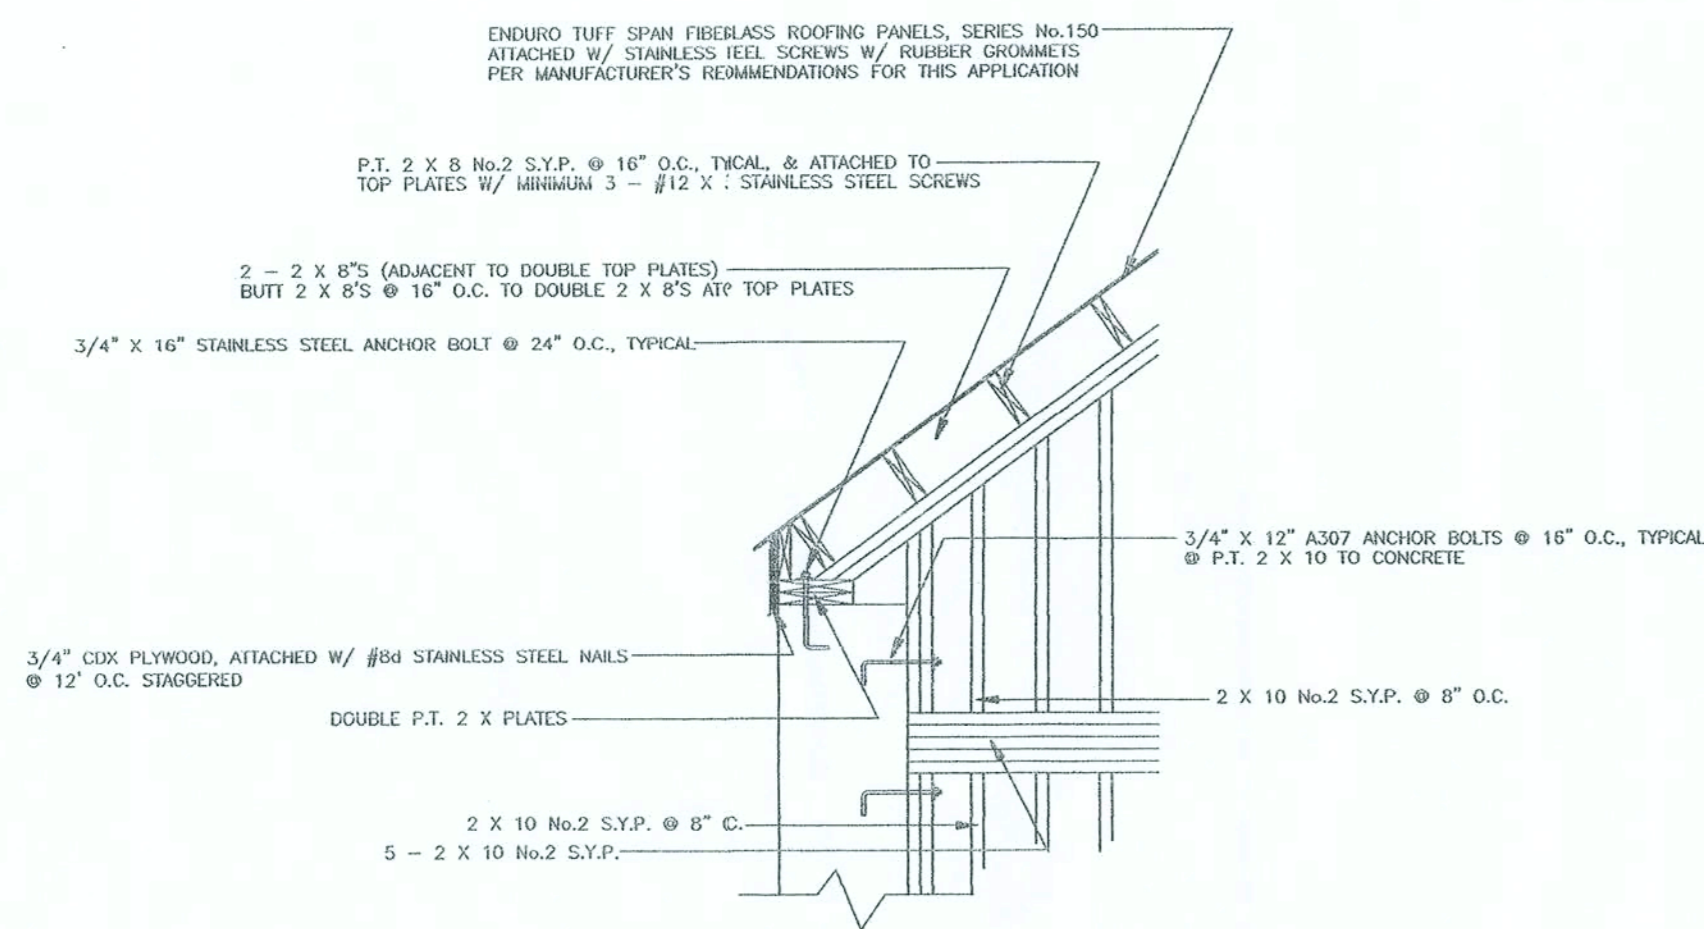 ENDURO TUFF SPAN FIBEGLASS ROOFING PANELS, SERIES No.150
ATTACHED W/ STAINLESS TEEL SCREWS W/ RUBBER GROMMETS
PER MANUFACTURER'S REOMMENDATIONS FOR THIS APPLICATION
P.T. 2 X 8 No.2 S.Y.P. @ 16" O.C., TYICAL, & ATTACHED TO
TOP PLATES W/ MINIMUM 3 - #12 X STAINLESS STEEL SCREWS
2 - 2 X 8"S (ADJACENT TO DOUBLE TOP PLATES)
BUTT 2 X 8'S @ 16" O.C. TO DOUBLE 2 X 8'S TOP PLATES
3/4" X 16" STAINLESS STEEL ANCHOR BOLT @ 24" O.C., TYPICAL
3/4" X 12" A307 ANCHOR BOLTS @ 16" O.C., TYPICAL
@ P.T. 2 X 10 TO CONCRETE
3/4" CDX PLYWOOD, ATTACHED W/ #8d STAINLESS STEEL NAILS
@ 12' O.C. STAGGERED
2 X 10 No.2 S.Y.P. @ 8" O.C.
DOUBLE P.T. 2 X PLATES
2 X 10 No.2 S.Y.P. @ 8" C.
5 - 2 X 10 No.2 S.Y.P.